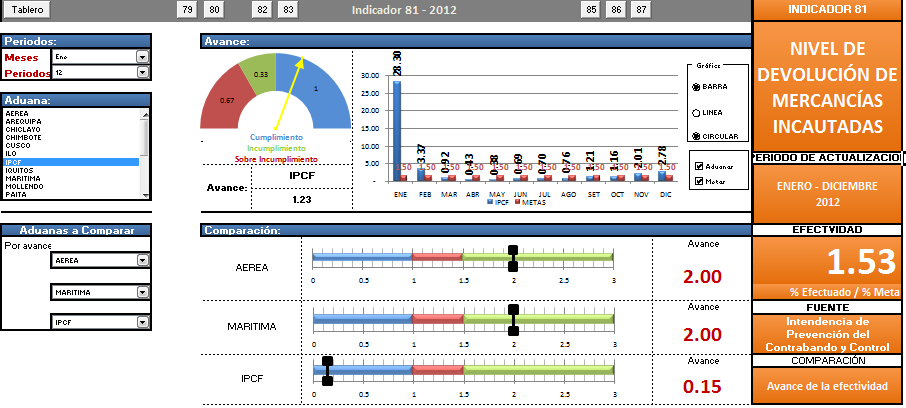 Tablero
79
80
82
83
Indicador 81 - 2012
85
86
87
INDICADOR 81
Periodos:
Meses
Ene
Periodos
12
Aduana:
AEREA
AREQUIPA
CHICLAYO
CHIMBOTE
CUSCO
ILO
IPCF
IQUITOS
MARITIMA
MOLLENDO
PAITA
Aduanas a Comparar
Por avance
AEREA
MARITIMA
IPCF
Avance:
0.67
0.33
1
Cumplimiento
Incumplimiento
Sobre Incumplimiento
IPCF
Avance:
1.23
30.00
25.00
20.00
15.00
10.00
5.00
28.30
3.37
0.92
0.43
0.38
0.69
0.70
0.76
1.21
1.16
2.01
2.78
1.50
1.50
1.50
1.50
1.50
1.50
1.50
1.50
1.50
1.50
1.50
ENE
FEB
MAR
ABR
MAY
JUN
JUL
AGO
SET
OCT
NOV
DIC
IPCF
METAS
Gráfico
BARRA
LINEA
CIRCULAR
Aduanas
Metas
Comparación:
AEREA
0 0.5 1 1.5 2 2.5 3
Avance
2.00
MARITIMA
0 0.5 1 1.5 2 2.5 3
Avance
2.00
IPCF
0 0.5 1 1.5 2 2.5 3
Avance
0.15
NIVEL DE
DEVOLUCIÓN DE
MERCANCÍAS
INCAUTADAS
PERIODO DE ACTUALIZACION
ENERO - DICIEMBRE
2012
EFECTVIDAD
1.53
% Efectuado / % Meta
FUENTE
Intendencia de
Prevención del
Contrabando y Control
COMPARACIÓN
Avance de la efectividad